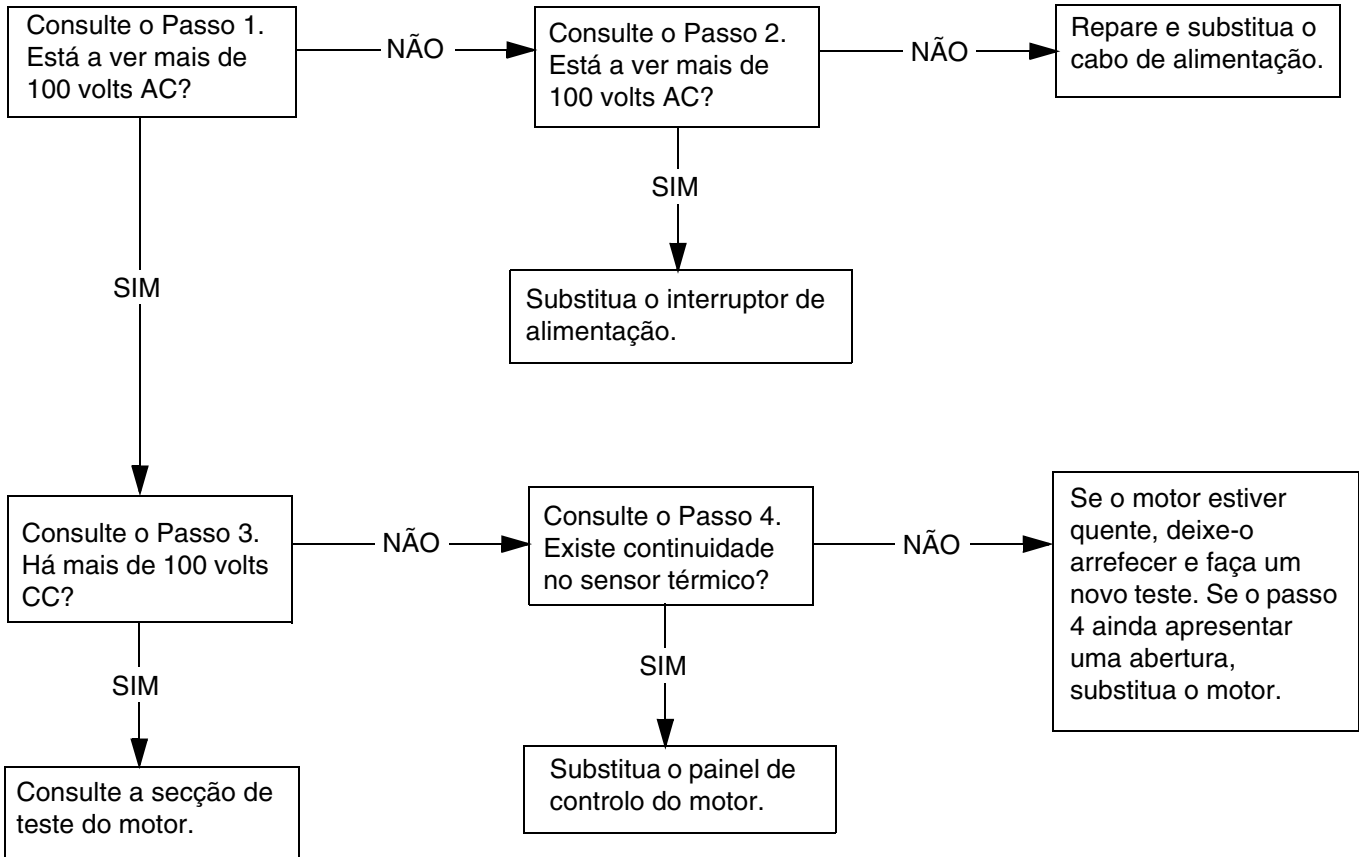 Consulte o Passo 1.
Está a ver mais de
100 volts AC?
NÃO
Consulte o Passo 2.
Está a ver mais de
100 volts AC?
NÃO
Repare e substitua o
cabo de alimentação.
SIM
Substitua o interruptor de
alimentação.
SIM
Consulte o Passo 3.
Há mais de 100 volts
CC?
NÃO
Consulte o Passo 4.
Existe continuidade
no sensor térmico?
NÃO
Se o motor estiver
quente, deixe-o
arrefecer e faça um
novo teste. Se o passo
4 ainda apresentar
uma abertura,
substitua o motor.
SIM
Consulte a secção de
teste do motor.
SIM
Substitua o painel de
controlo do motor.